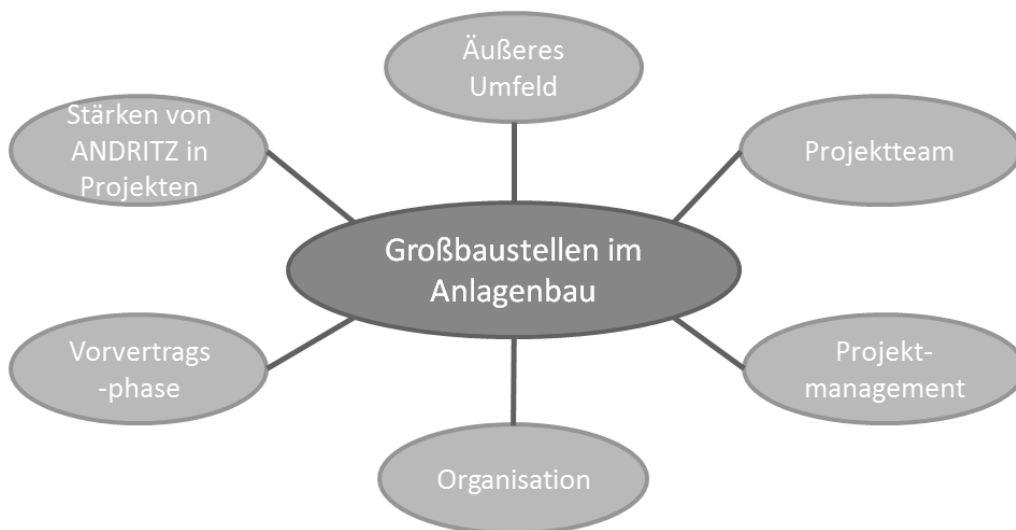 Äußeres
Umfeld
Stärken von
ANDRITZ in
Projekten
Projektteam
Großbaustellen im
Anlagenbau
Vorvertrags
-phase
Projekt-
management
Organisation